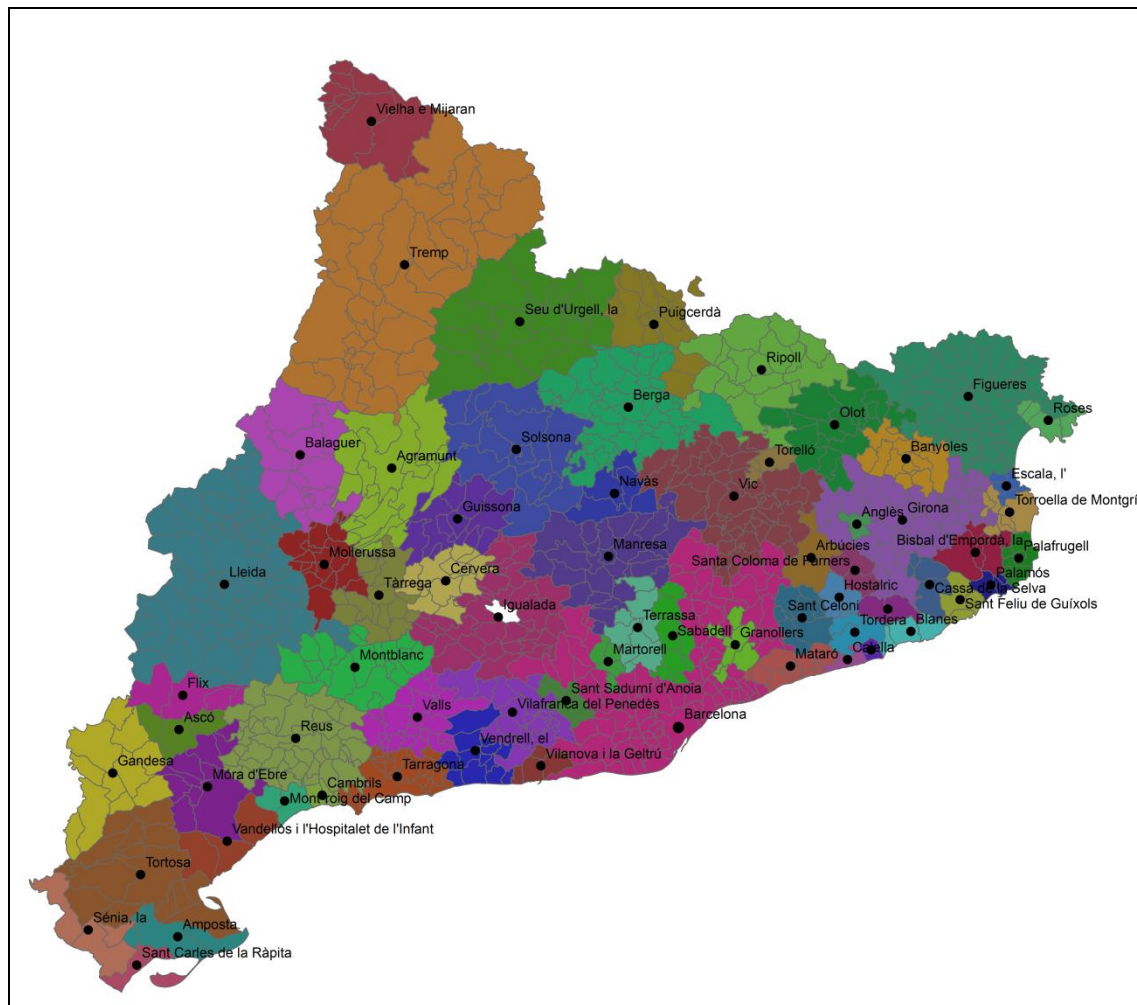 Vielha e Mijaran
Tremp
Seu d'Urgell, la
Puigcerdà
Ripoll
Figueres
Berga
Olot
Roses
Solsona
Balaguer
Agramunt
Torelló
Banyoles
Navàs
Vic
Escala, l'
Guissona
Anglès
Girona
Torroella de Montgrí
Mollerussa
Manresa
Arbúcies
Bisbal d'Empordà, la
Santa Coloma de Farners
Palafrugell
Lleida
Tàrrega
Cervera
Hostalric
Palamós
Cassà de la Selva
Igualada
Terrassa
Sant Celoni
Sant Feliu de Guíxols
Sabadell
Granollers
Tordera
Blanes
Martorell
Mataró
Calella
Montblanc
Flix
Sant Sadurní d'Anoia
Ascó
Valls
Vilafranca del Penedès
Reus
Barcelona
Gandesa
Móra d'Ebre
Tarragona
Vendrell, el
Vilanova i la Geltrú
Cambrils
Mont-roig del Camp
Vandellòs i l'Hospitalet de l'Infant
Tortosa
Sénia, la
Amposta
Sant Carles de la Ràpita